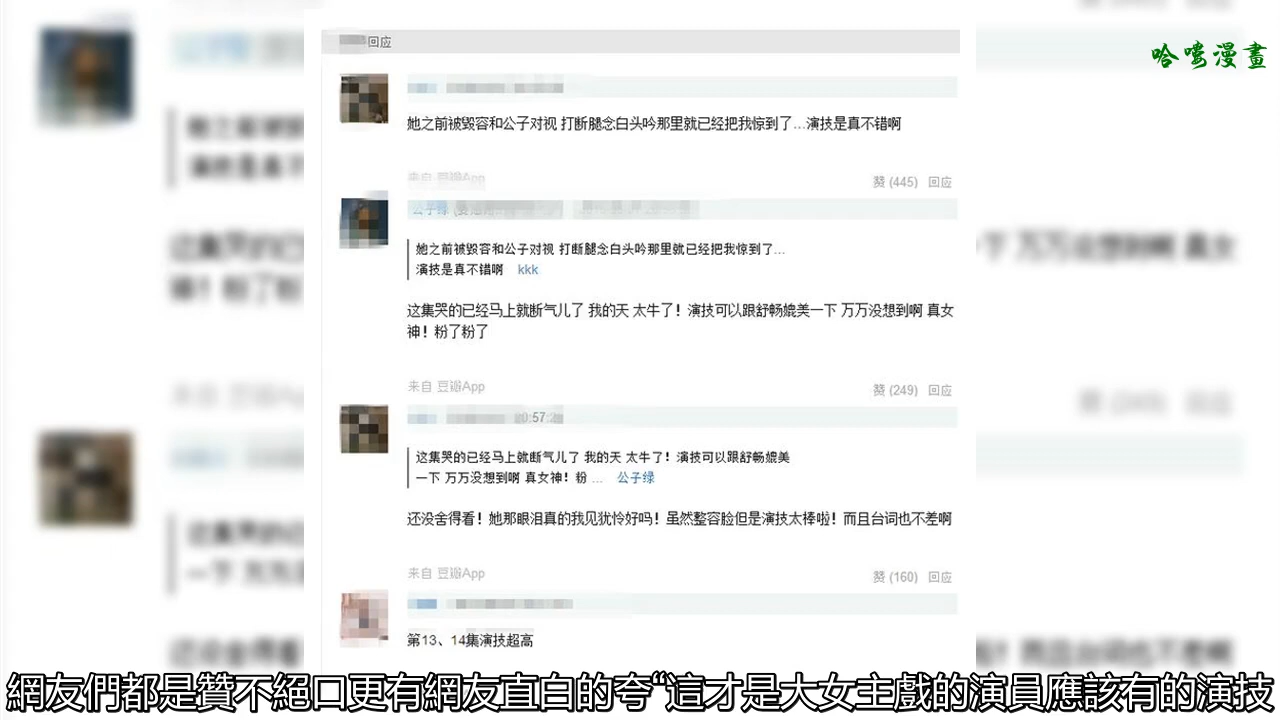 哈嘍漫畫
回应
她之前被毁容和公子对视 打断腿念白头吟那里就已经把我惊到了...演技是真不错啊
来自 豆瓣App
赞 (445) 回应
公子绿
她之前被毁容和公子对视 打断腿念白头吟那里就已经把我惊到了...
演技是真不错啊 kkk
这集哭的已经马上就断气儿了 我的天 太牛了！演技可以跟舒畅媲美一下 万万没想到啊 真女
神！粉了粉了
来自 豆瓣App
赞 (249) 回应
这集哭的已经马上就断气儿了 我的天 太牛了！演技可以跟舒畅媲美
一下 万万没想到啊 真女神！粉 ... 公子绿
还没舍得看！她那眼泪真的我见犹怜好吗！虽然整容脸但是演技太棒啦！而且台词也不差啊
来自 豆瓣App
赞 (160) 回应
第13、14集演技超高
網友們都是贊不絕口更有網友直白的夸“這才是大女主戲的演員應該有的演技